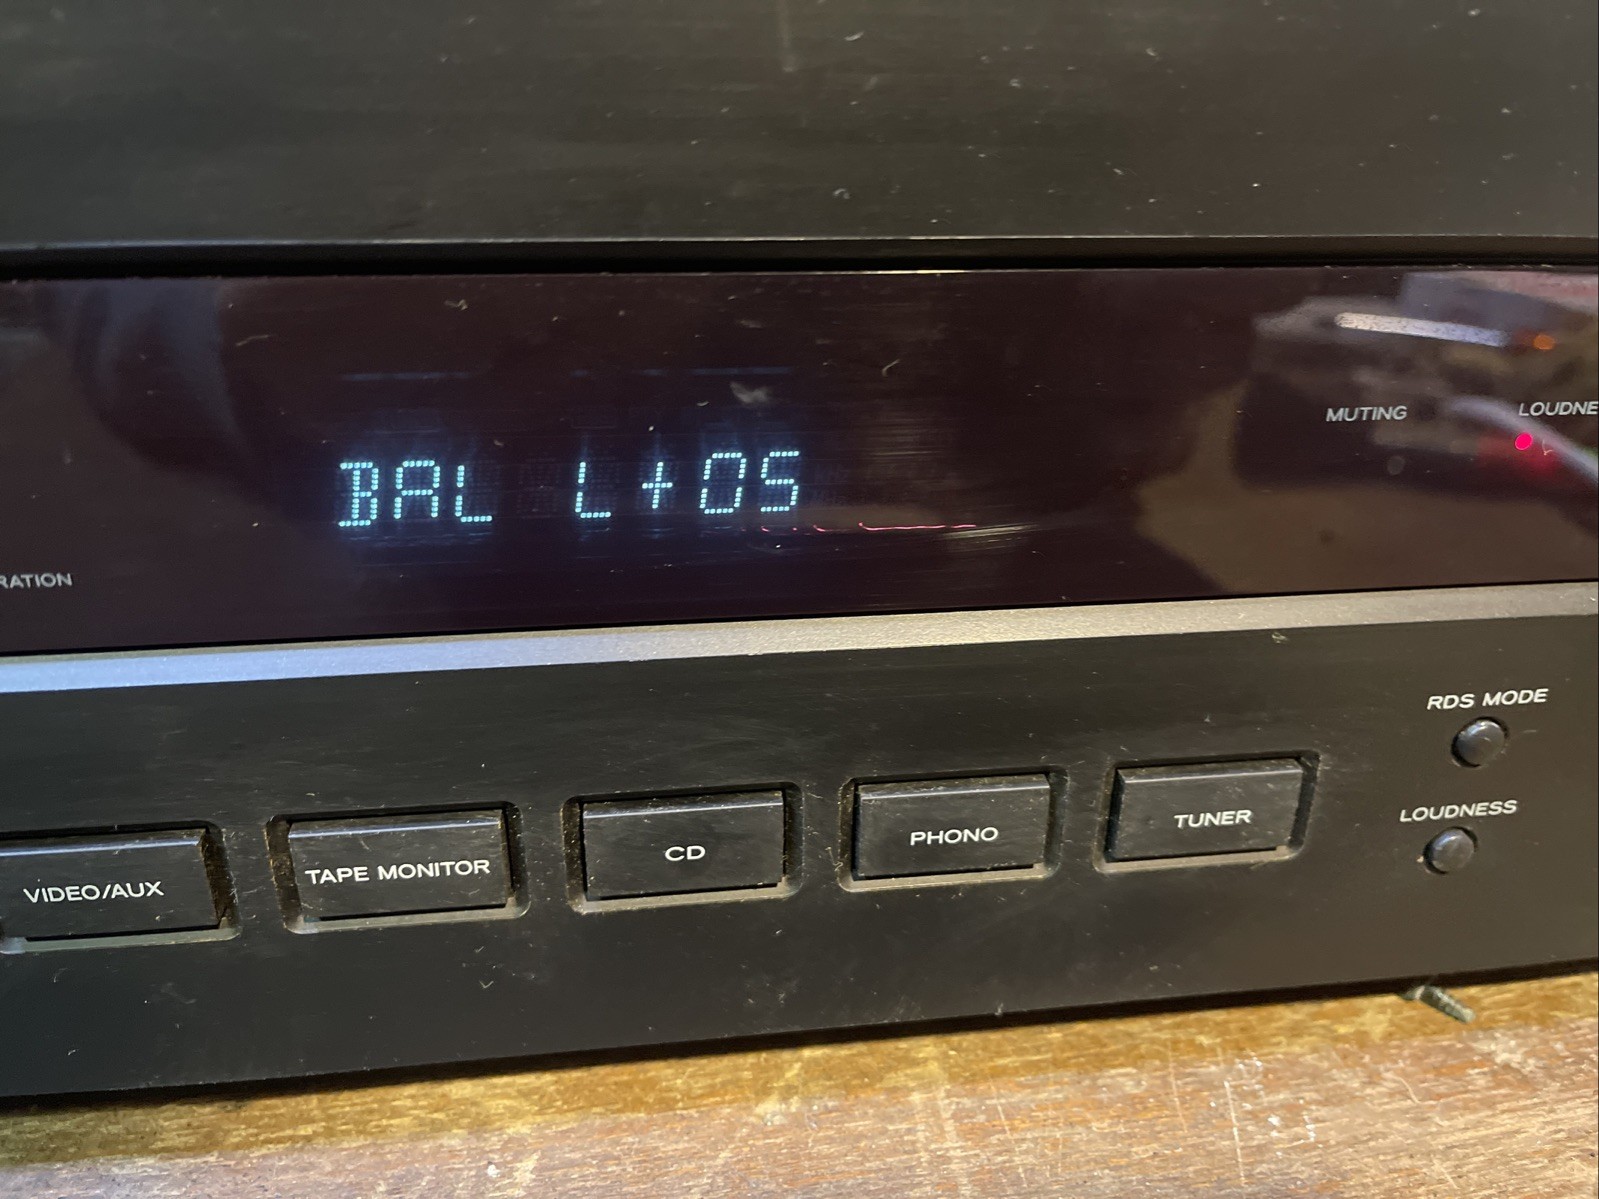 MUTING
LOUDNE
BAL L+05
RATION
RDS MODE
LOUDNESS
VIDEO/AUX
TAPE MONITOR
CD
PHONO
TUNER